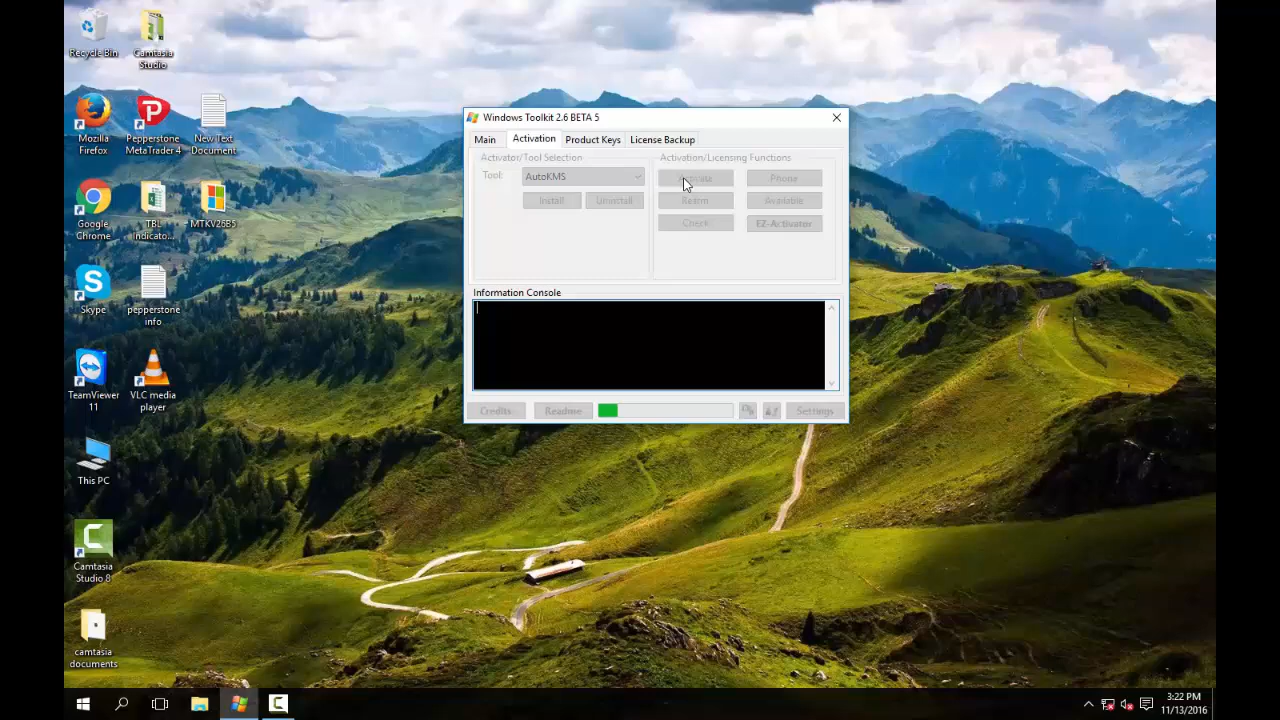 Recycle Bin
Camtasia
Studio
Mozilla
Firefox
Pepperstone
MetaTrader 4
New Text
Document
Google
Chrome
TBL
Indicato...
MTKV26B5
Skype
pepperstone
info
TeamViewer
11
VLC media
player
This PC
Camtasia
Studio 8
camtasia
documents
Windows Toolkit 2.6 BETA 5
Main
Activation
Product Keys
License Backup
Activator/Tool Selection
Tool:
AutoKMS
Install
Uninstall
Activation/Licensing Functions
Activate
Phone
Rearm
Available
Check
EZ-Activator
Information Console
Credits
Readme
Settings
3:22 PM
11/13/2016